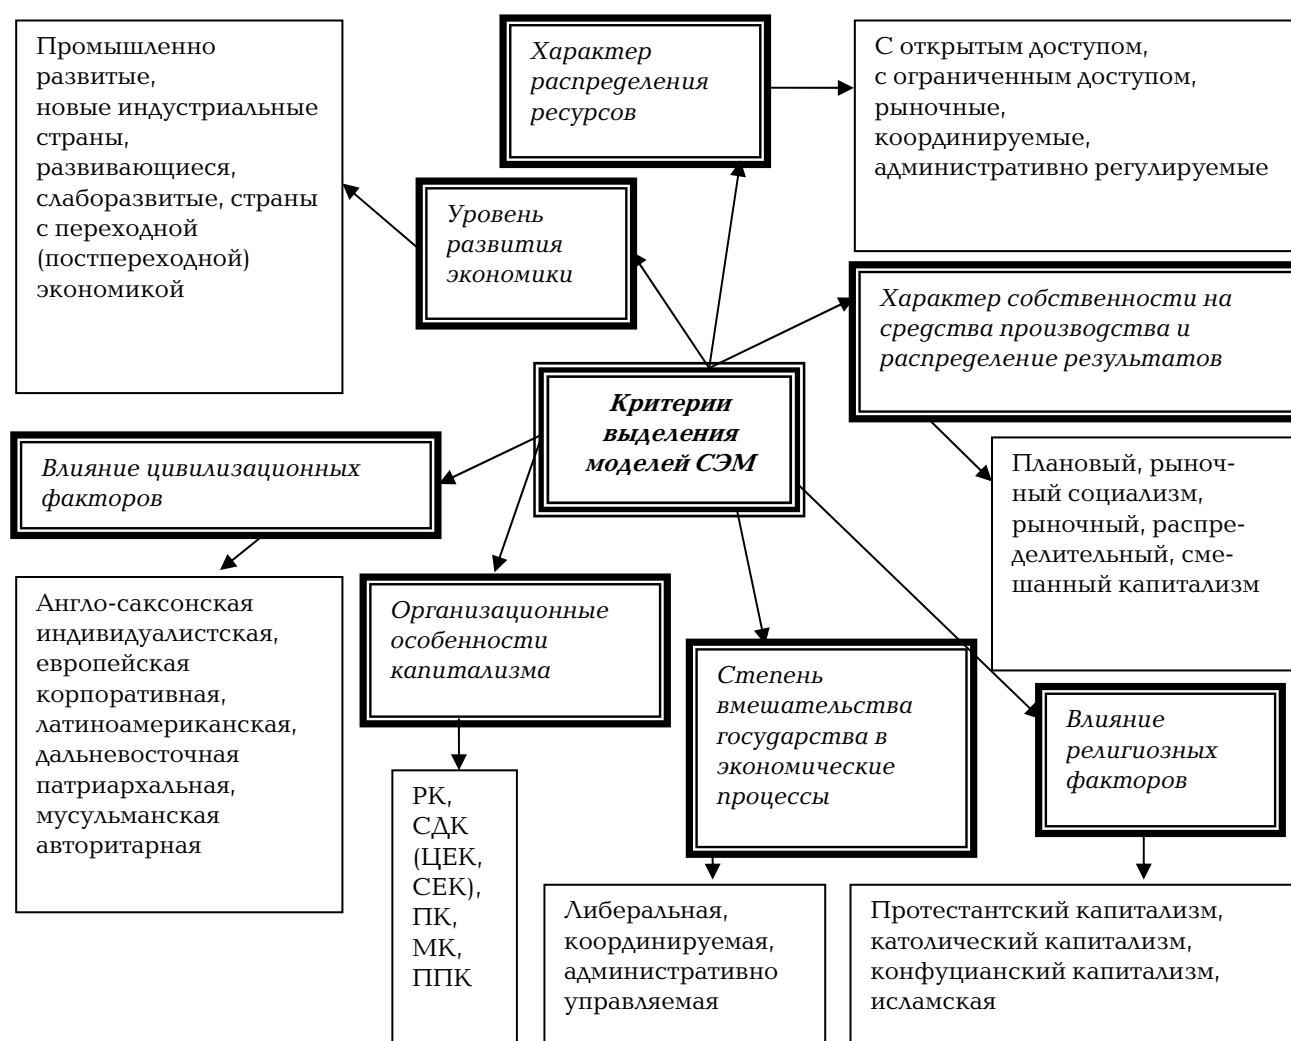 Промышленно
развитые,
новые индустриальные
страны,
развивающиеся,
слаборазвитые, страны
с переходной
(постпереходной)
экономикой
Характер
распределения
ресурсов
С открытым доступом,
с ограниченным доступом,
рыночные,
координируемые,
административно регулируемые
Уровень
развития
экономики
Характер собственности на
средства производства и
распределение результатов
Критерии
выделения
моделей СЭМ
Влияние цивилизационных
факторов
Плановый, рыноч-
ный социализм,
рыночный, распре-
делительный, сме-
шанный капитализм
Англо-саксонская
индивидуалистская,
европейская
корпоративная,
латиноамериканская,
дальневосточная
патриархальная,
мусульманская
авторитарная
Организационные
особенности
капитализма
Степень
вмешательства
государства в
экономические
процессы
Влияние
религиозных
факторов
РК,
СДК
(ЦЕК,
СЕК),
ПК,
МК,
ППК
Либеральная,
координируемая,
административно
управляемая
Протестантский капитализм,
католический капитализм,
конфуцианский капитализм,
исламская